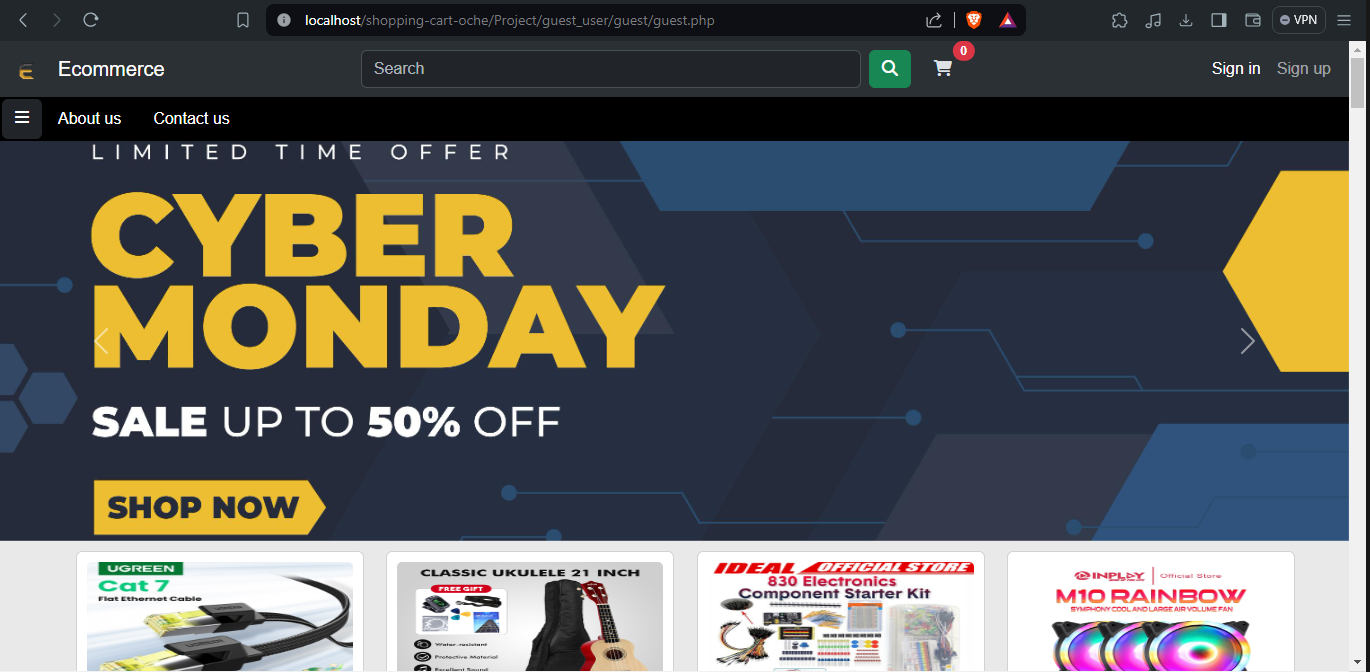 localhost/shopping-cart-oche/Project/guest_user/guest/guest.php
VPN
Ecommerce
Search
0
Sign in
Sign up
About us
Contact us
LIMITED TIME OFFER
CYBER
MONDAY
SALE UP TO 50% OFF
SHOP NOW
UGREEN
Cat 7
Flat Ethernet Cable
CLASSIC UKULELE 21 INCH
FREE GIFT
Water-resistant
Protective Material
Excellent Sound
IDEAL OFFICIAL STORE
830 Electronics
Component Starter Kit
INPLAY Official Store
M10 RAINBOW
SYMPHONY COOL AND LARGE AIR VOLUME FAN